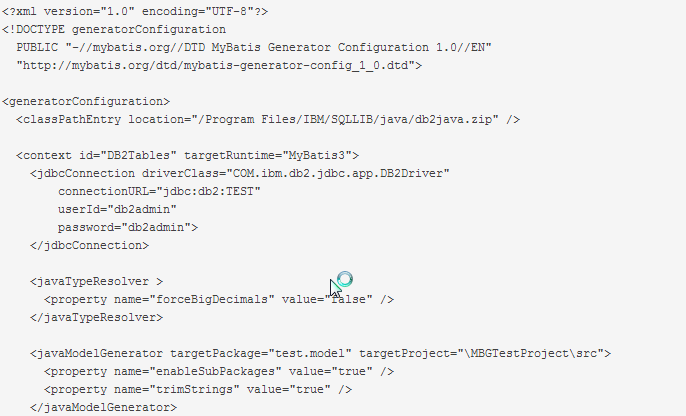 <?xml version="1.0" encoding="UTF-8"?>
<!DOCTYPE generatorConfiguration
  PUBLIC "-//mybatis.org//DTD MyBatis Generator Configuration 1.0//EN"
  "http://mybatis.org/dtd/mybatis-generator-config_1_0.dtd">
<generatorConfiguration>
  <classPathEntry location="/Program Files/IBM/SQLLIB/java/db2java.zip" />
  <context id="DB2Tables" targetRuntime="MyBatis3">
    <jdbcConnection driverClass="COM.ibm.db2.jdbc.app.DB2Driver"
        connectionURL="jdbc:db2:TEST"
        userId="db2admin"
        password="db2admin">
    </jdbcConnection>
    <javaTypeResolver >
      <property name="forceBigDecimals" value="false" />
    </javaTypeResolver>
    <javaModelGenerator targetPackage="test.model" targetProject="\MBGTestProject\src">
      <property name="enableSubPackages" value="true" />
      <property name="trimStrings" value="true" />
    </javaModelGenerator>